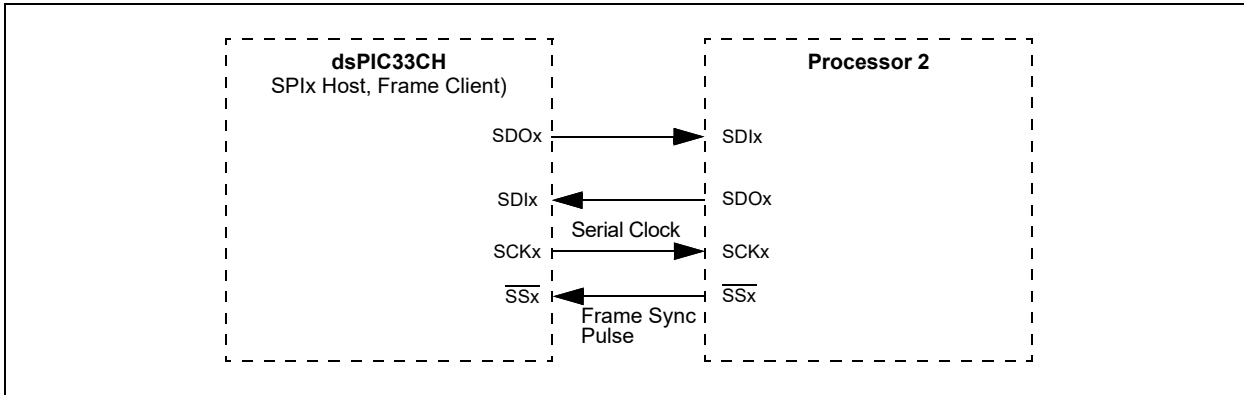 dsPIC33CH
SPIx Host, Frame Client)
Processor 2
SDOx
SDIx
SDIx
SDOx
Serial Clock
SCKx
SCKx
SSx
SSx
Frame Sync
Pulse